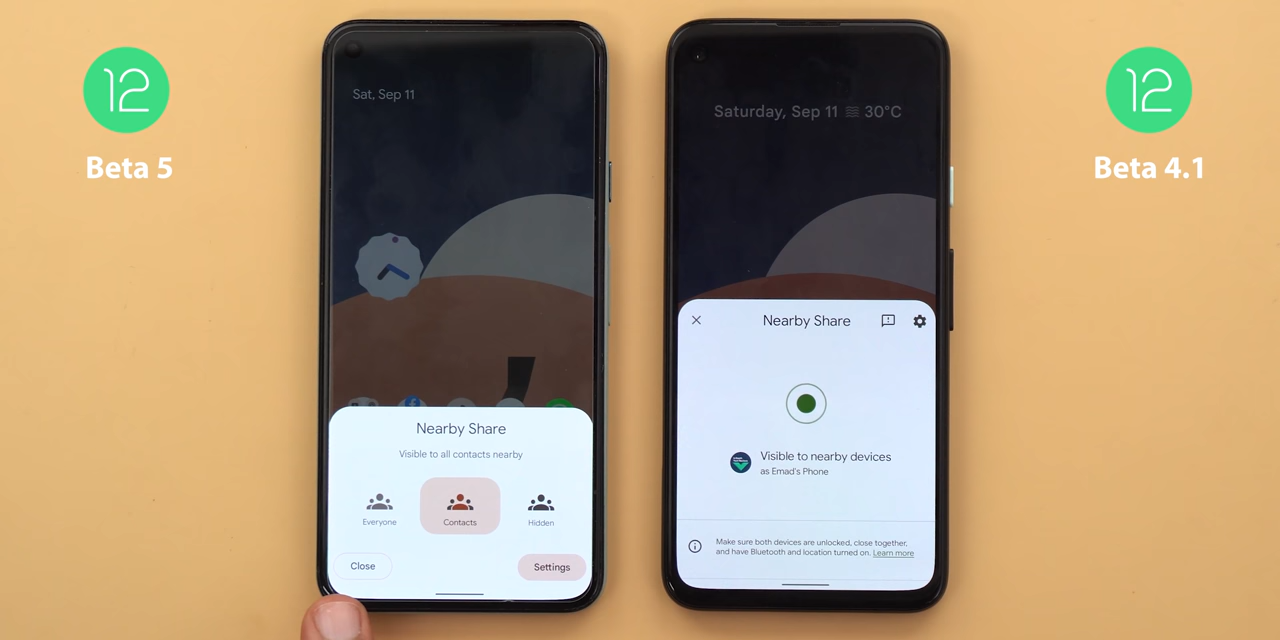 12
Beta 5
Sat, Sep 11
Nearby Share
Visible to all contacts nearby
Everyone
Contacts
Hidden
Close
Settings
Saturday, Sep 11 30°C
Nearby Share
Visible to nearby devices
as Emad's Phone
Make sure both devices are unlocked, close together,
and have Bluetooth and location turned on. Learn more
12
Beta 4.1